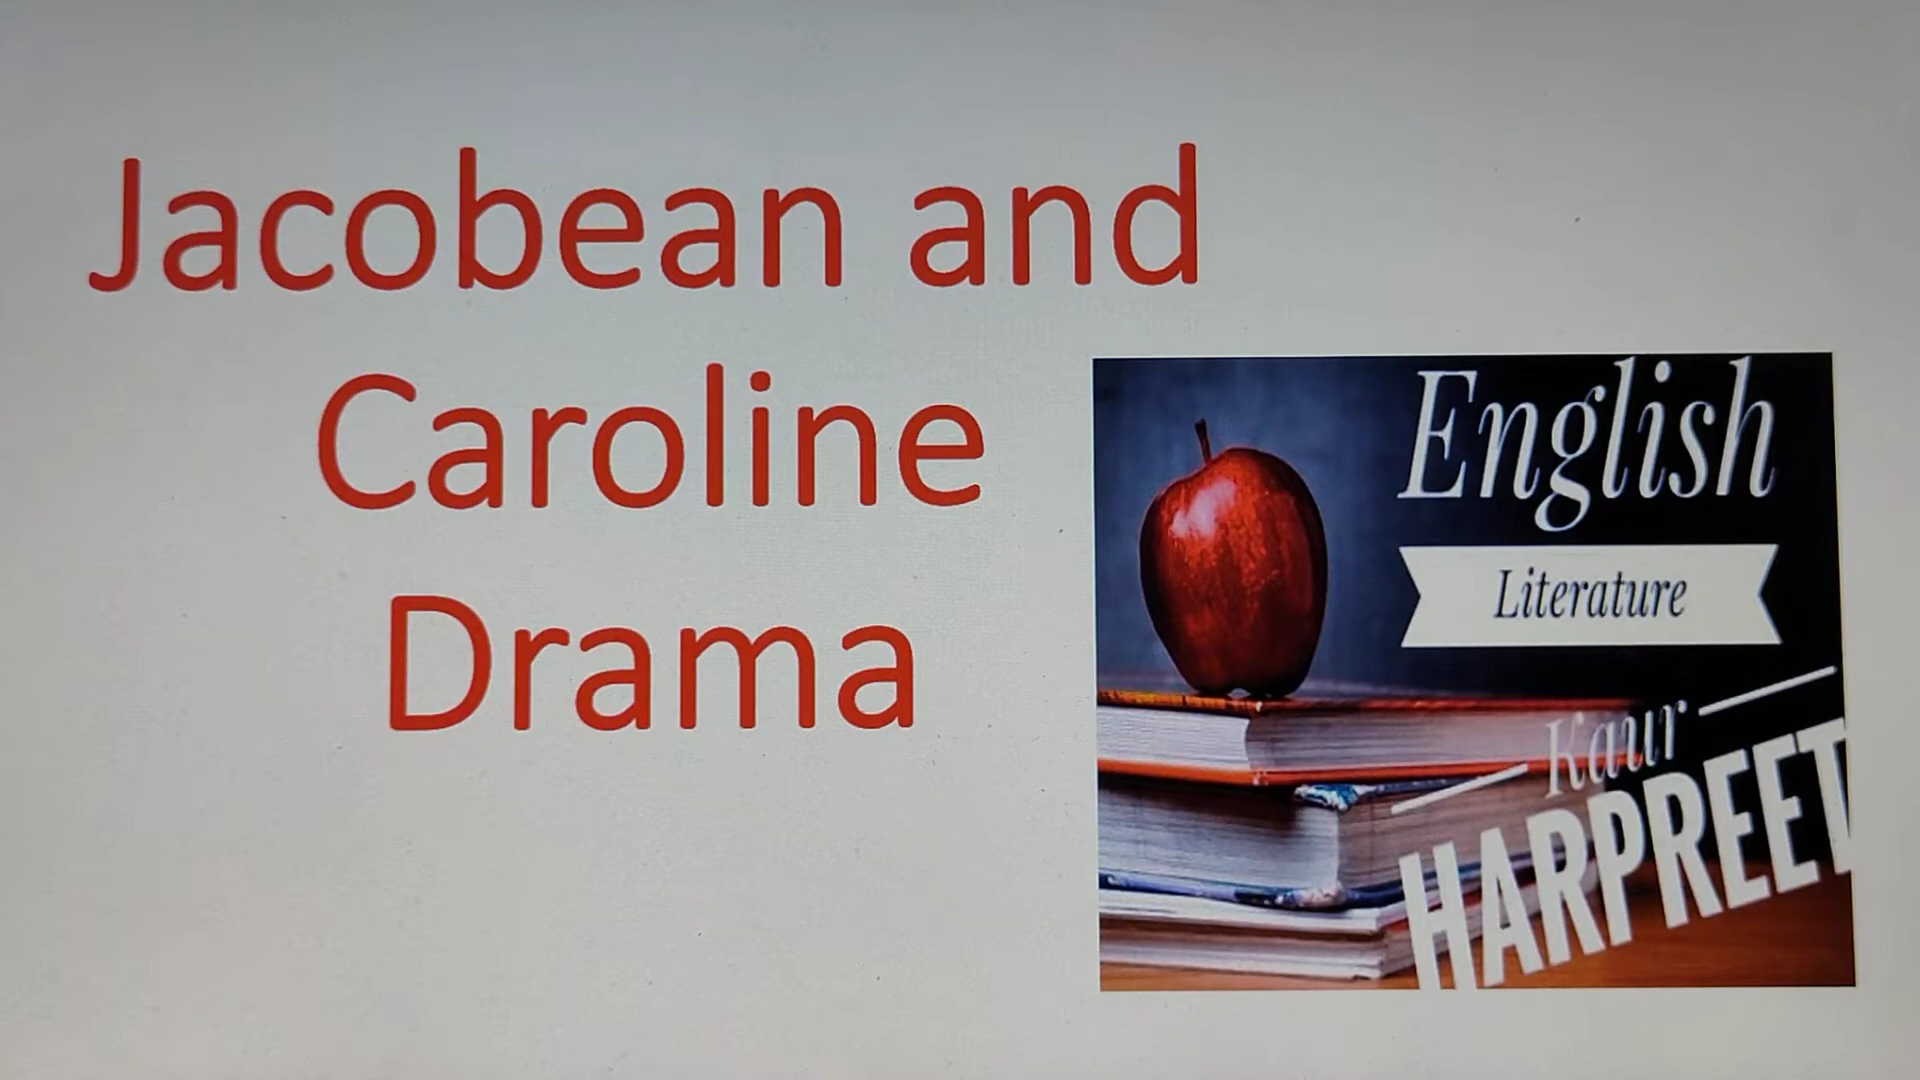 Jacobean and
Caroline
Drama
English
Literature
Kaur
HARPREET